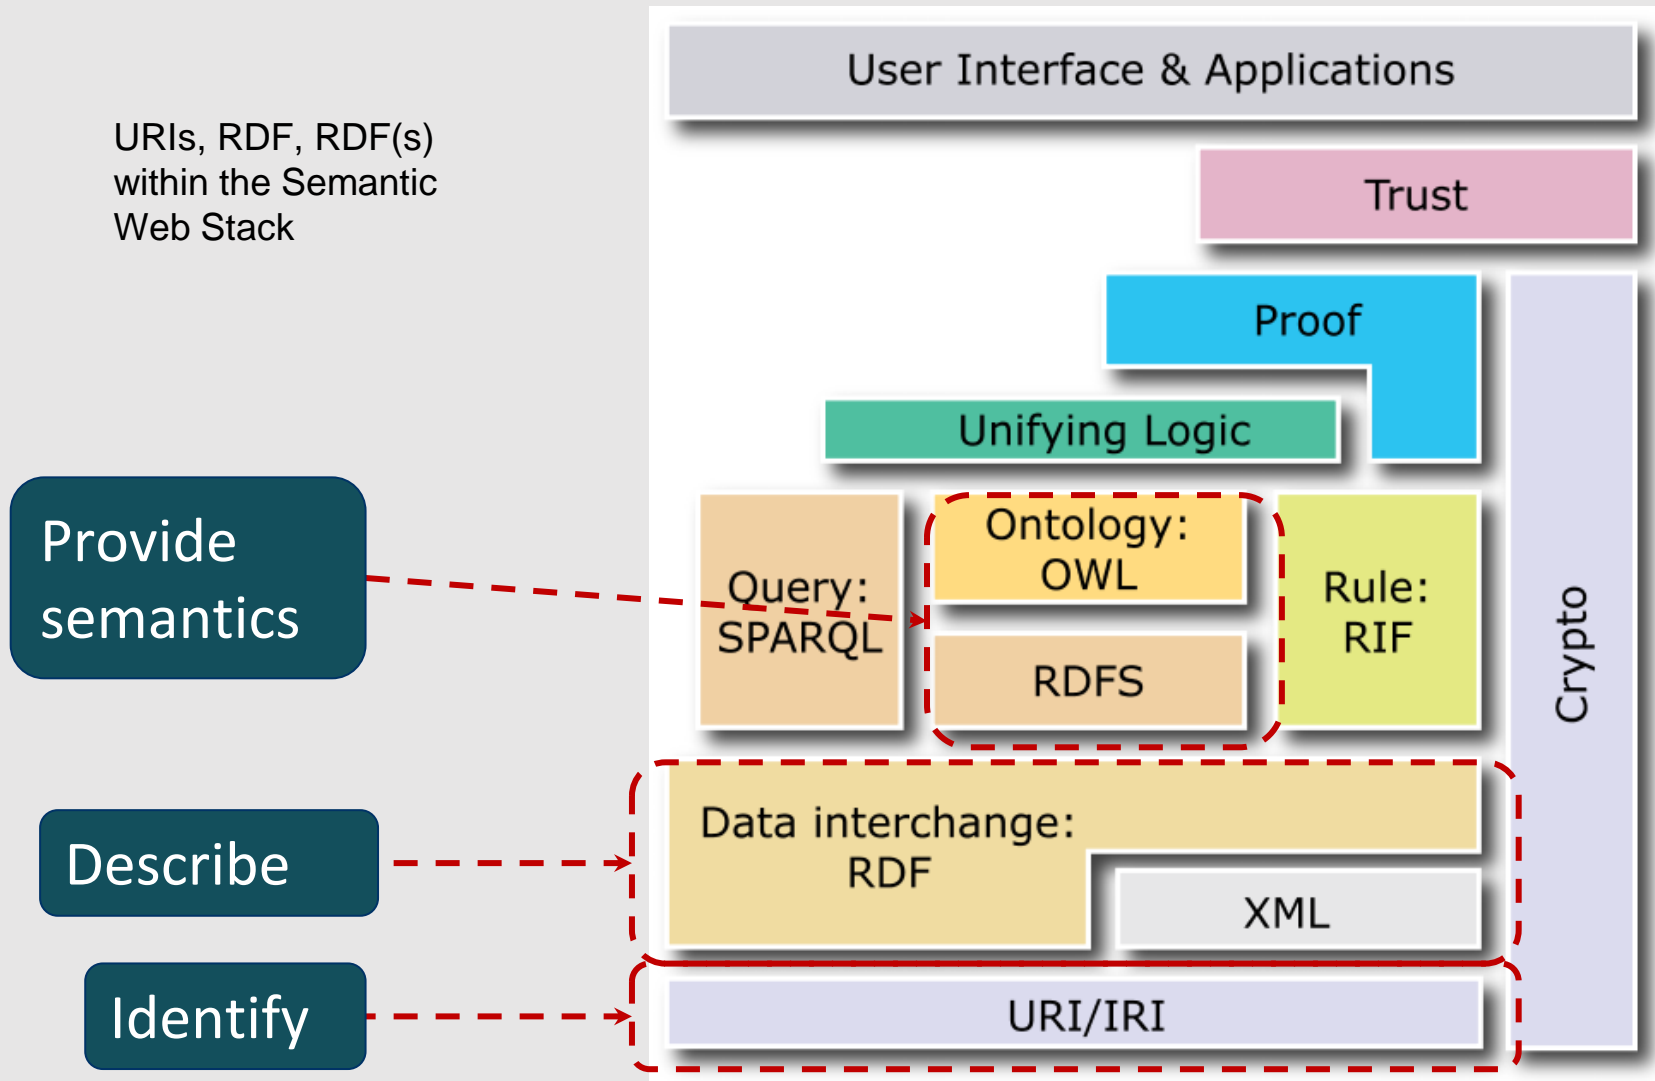 URIs, RDF, RDF(s)
within the Semantic
Web Stack
User Interface & Applications
Trust
Proof
Unifying Logic
Provide
semantics
Query:
SPARQL
Ontology:
OWL
RDFS
Rule:
RIF
Crypto
Describe
Data interchange:
RDF
XML
Identify
URI/IRI